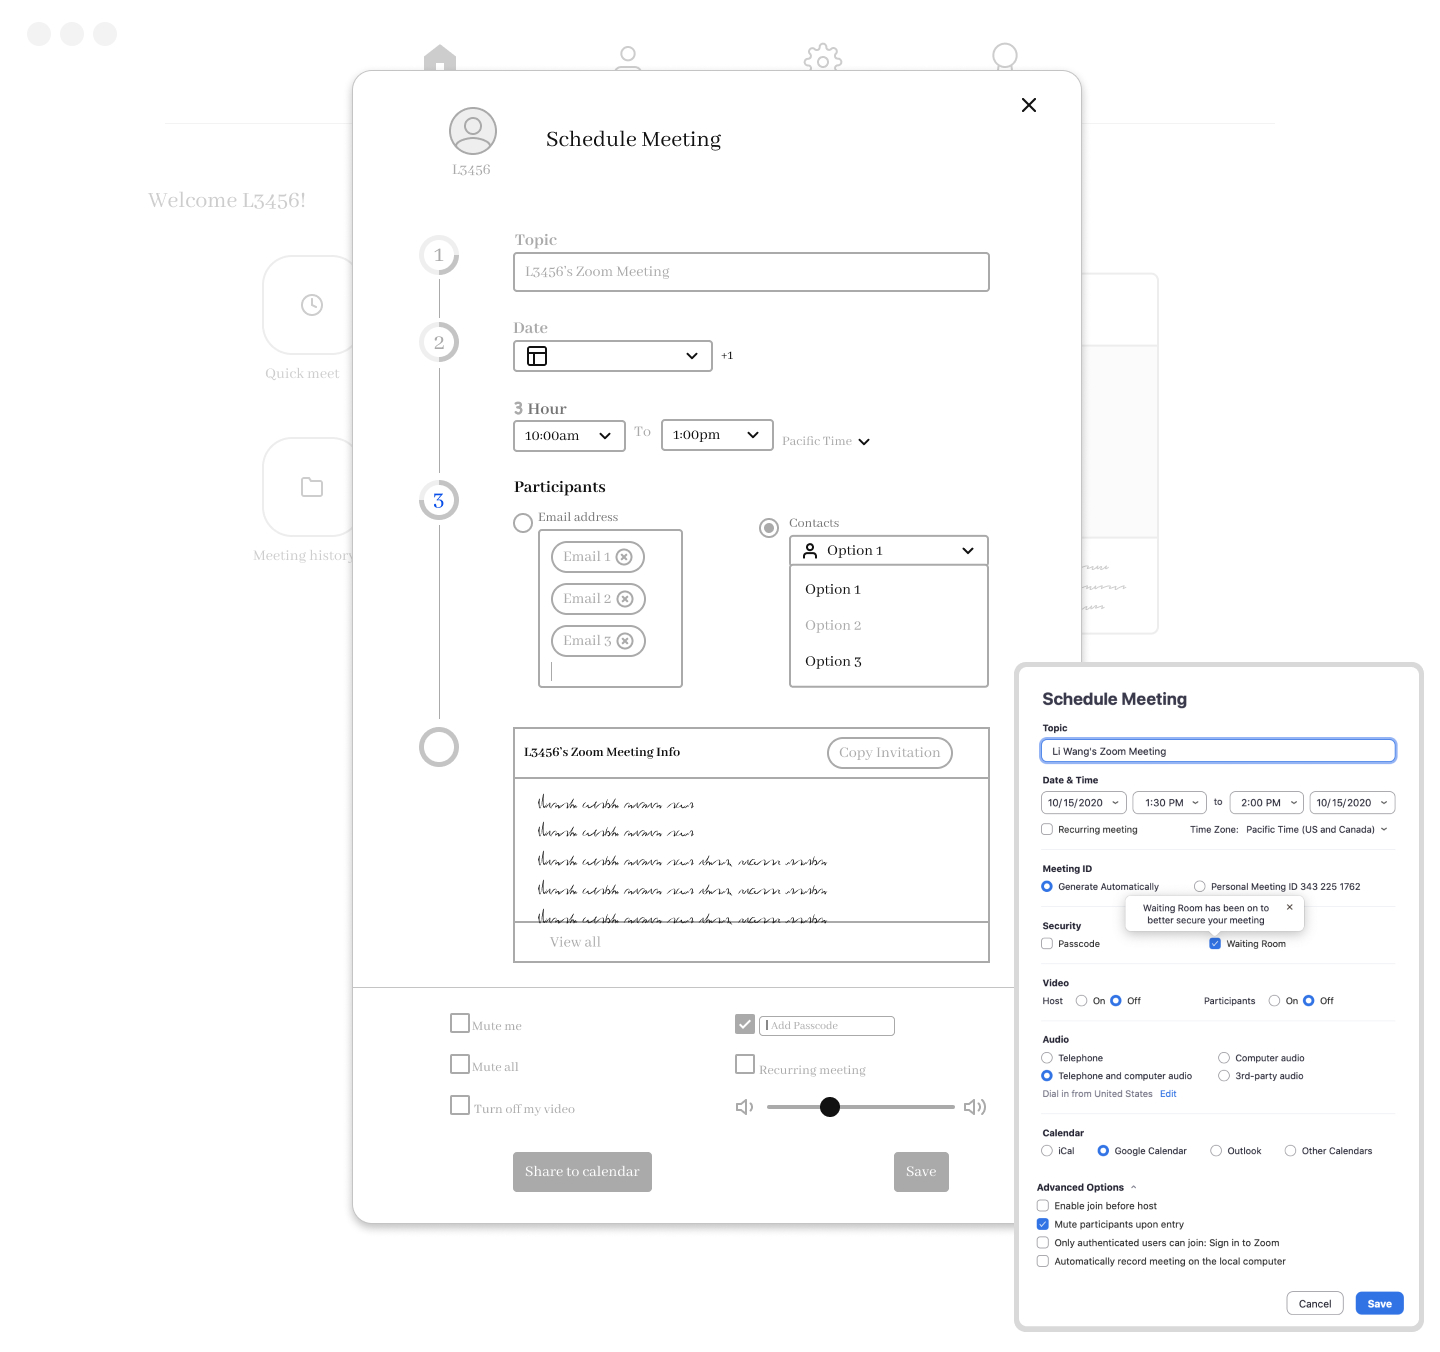 Schedule Meeting
L3456
Welcome L3456!
Quick meet
Meeting history
1
Topic
L3456's Zoom Meeting
2
Date
+1
3 Hour
10:00am To 1:00pm Pacific Time
3
Participants
Email address
Email 1
Email 2
Email 3
Contacts
Option 1
Option 1
Option 2
Option 3
L3456's Zoom Meeting Info
Copy Invitation
View all
Mute me
Add Passcode
Mute all
Recurring meeting
Turn off my video
Share to calendar
Save
Schedule Meeting
Topic
Li Wang's Zoom Meeting
Date & Time
10/15/2020 1:30 PM to 2:00 PM 10/15/2020
Recurring meeting Time Zone: Pacific Time (US and Canada)
Meeting ID
Generate Automatically Personal Meeting ID 343 225 1762
Waiting Room has been on to
better secure your meeting
Security
Passcode Waiting Room
Video
Host On Off Participants On Off
Audio
Telephone Computer audio
Telephone and computer audio 3rd-party audio
Dial in from United States Edit
Calendar
iCal Google Calendar Outlook Other Calendars
Advanced Options
Enable join before host
Mute participants upon entry
Only authenticated users can join: Sign in to Zoom
Automatically record meeting on the local computer
Cancel Save